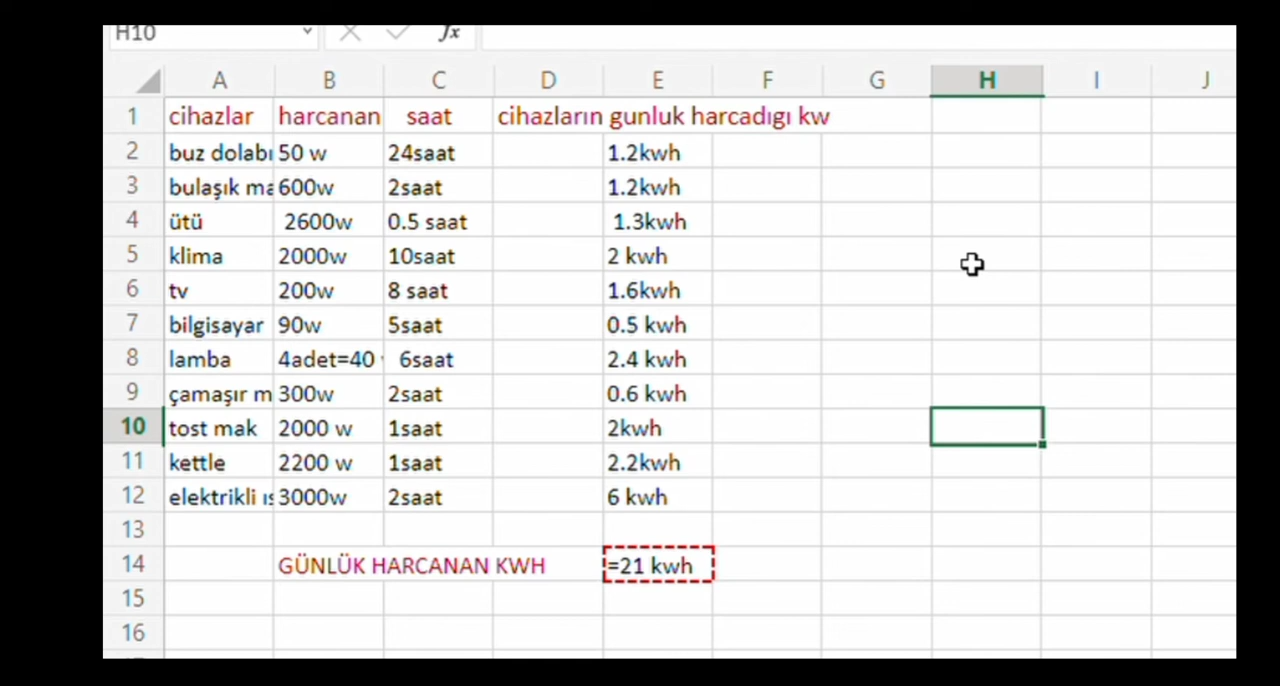 H10 fx
A B C D E F G H I J
1 cihazlar harcanan saat cihazların gunluk harcadıgı kw
2 buz dolabı 50 w 24saat 1.2kwh
3 bulaşık ma 600w 2saat 1.2kwh
4 ütü 2600w 0.5 saat 1.3kwh
5 klima 2000w 10saat 2 kwh
6 tv 200w 8 saat 1.6kwh
7 bilgisayar 90w 5saat 0.5 kwh
8 lamba 4adet=40 6saat 2.4 kwh
9 çamaşır m 300w 2saat 0.6 kwh
10 tost mak 2000 w 1saat 2kwh
11 kettle 2200 w 1saat 2.2kwh
12 elektrikli ıs 3000w 2saat 6 kwh
13
14 GÜNLÜK HARCANAN KWH =21 kwh
15
16